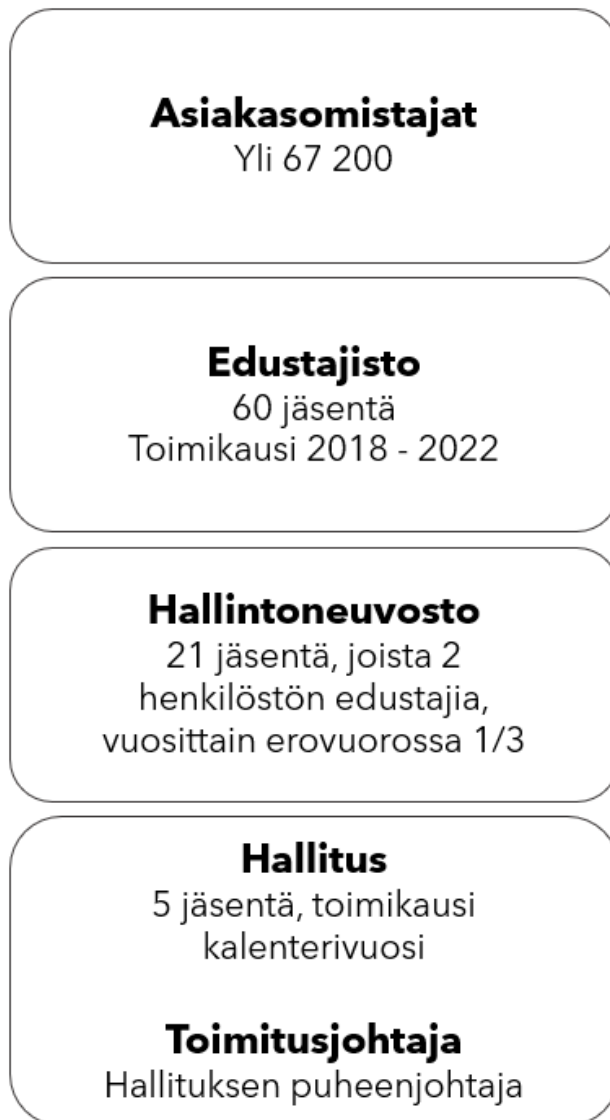 Asiakasomistajat
Yli 67 200
Edustajisto
60 jäsentä
Toimikausi 2018 - 2022
Hallintoneuvosto
21 jäsentä, joista 2
henkilöstön edustajia,
vuosittain erovuorossa 1/3
Hallitus
5 jäsentä, toimikausi
kalenterivuosi
Toimitusjohtaja
Hallituksen puheenjohtaja